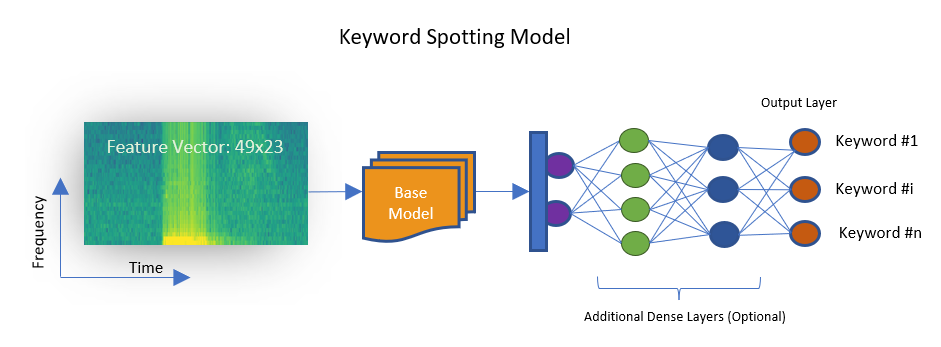 Keyword Spotting Model
Output Layer
Feature Vector: 49x23
Keyword #1
Base
Model
Keyword #i
Keyword #n
Frequency
Time
Additional Dense Layers (Optional)